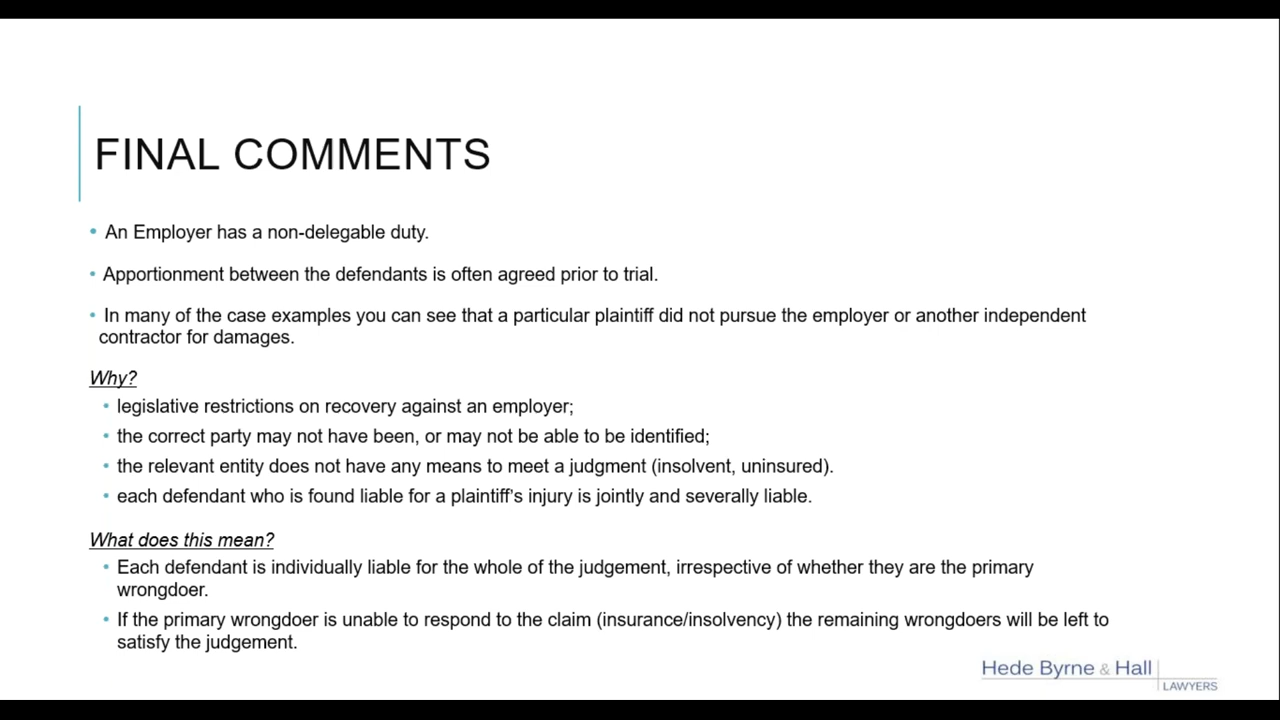 FINAL COMMENTS
• An Employer has a non-delegable duty.
• Apportionment between the defendants is often agreed prior to trial.
• In many of the case examples you can see that a particular plaintiff did not pursue the employer or another independent
contractor for damages.
Why?
• legislative restrictions on recovery against an employer;
• the correct party may not have been, or may not be able to be identified;
• the relevant entity does not have any means to meet a judgment (insolvent, uninsured).
• each defendant who is found liable for a plaintiff's injury is jointly and severally liable.
What does this mean?
• Each defendant is individually liable for the whole of the judgement, irrespective of whether they are the primary
wrongdoer.
• If the primary wrongdoer is unable to respond to the claim (insurance/insolvency) the remaining wrongdoers will be left to
satisfy the judgement.
Hede Byrne & Hall
LAWYERS